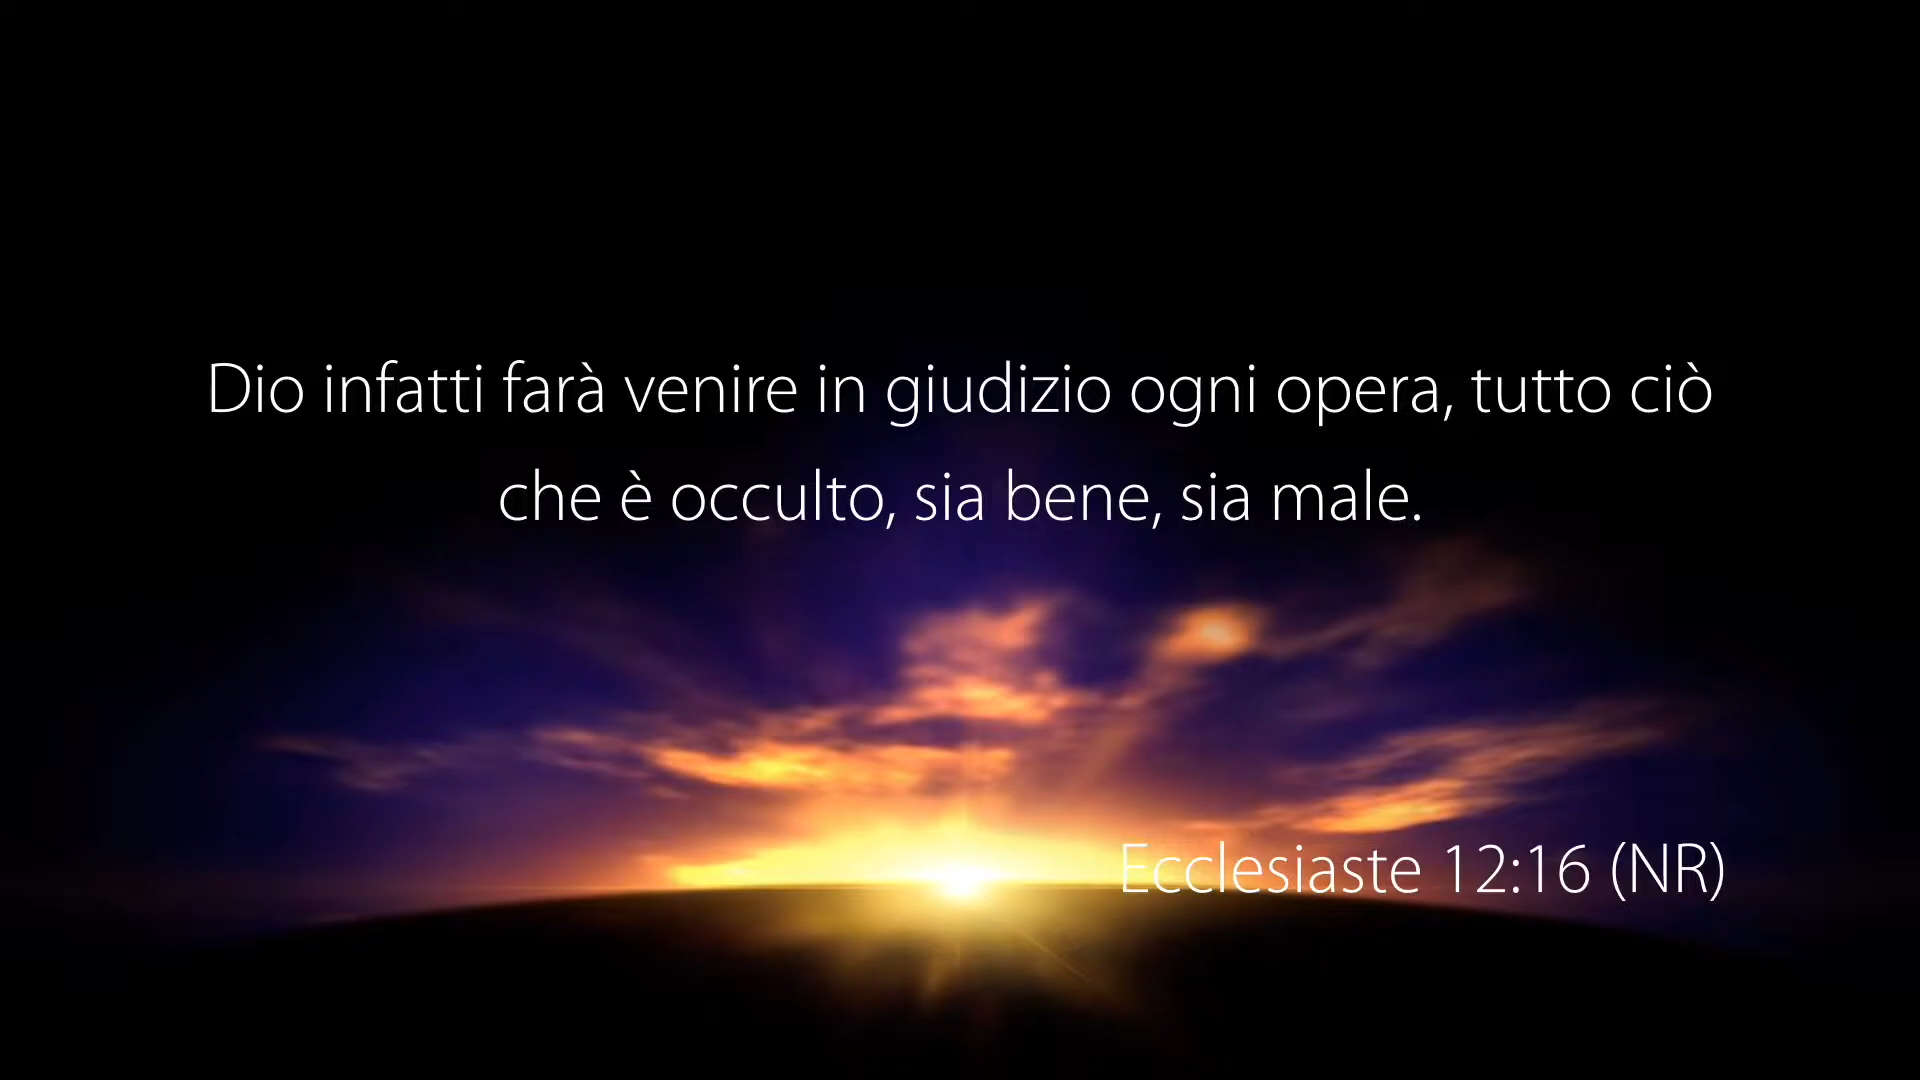 Dio infatti farà venire in giudizio ogni opera, tutto ciò
che è occulto, sia bene, sia male.
Ecclesiaste 12:16 (NR)